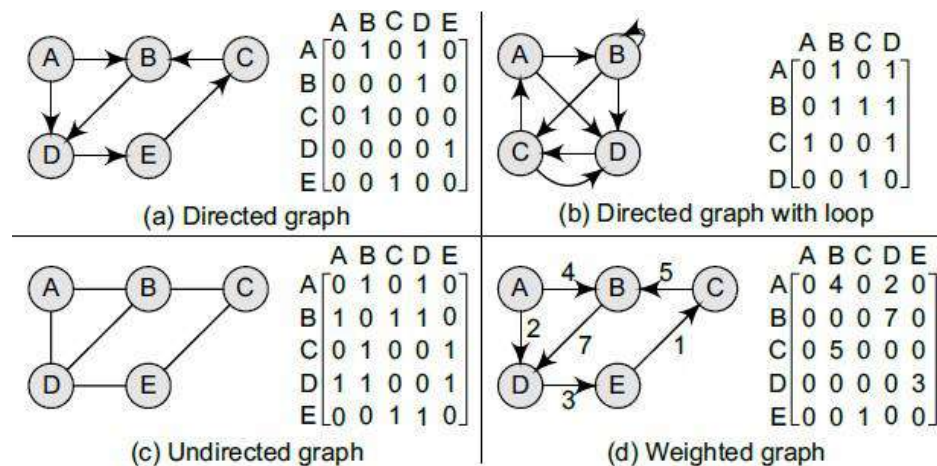 A B C
D E
A B C D E
A 0 1 0 1 0
B 0 0 0 1 0
C 0 1 0 0 0
D 0 0 0 0 1
E 0 0 1 0 0
(a) Directed graph
A B
C D
A B C D
A 0 1 0 1
B 0 1 1 1
C 1 0 0 1
D 0 0 1 0
(b) Directed graph with loop
A B C
D E
A B C D E
A 0 1 0 1 0
B 1 0 1 1 0
C 0 1 0 0 1
D 1 1 0 0 1
E 0 0 1 1 0
(c) Undirected graph
A 4 B 5 C
2 7 1
D 3 E
A B C D E
A 0 4 0 2 0
B 0 0 0 7 0
C 0 5 0 0 0
D 0 0 0 0 3
E 0 0 1 0 0
(d) Weighted graph